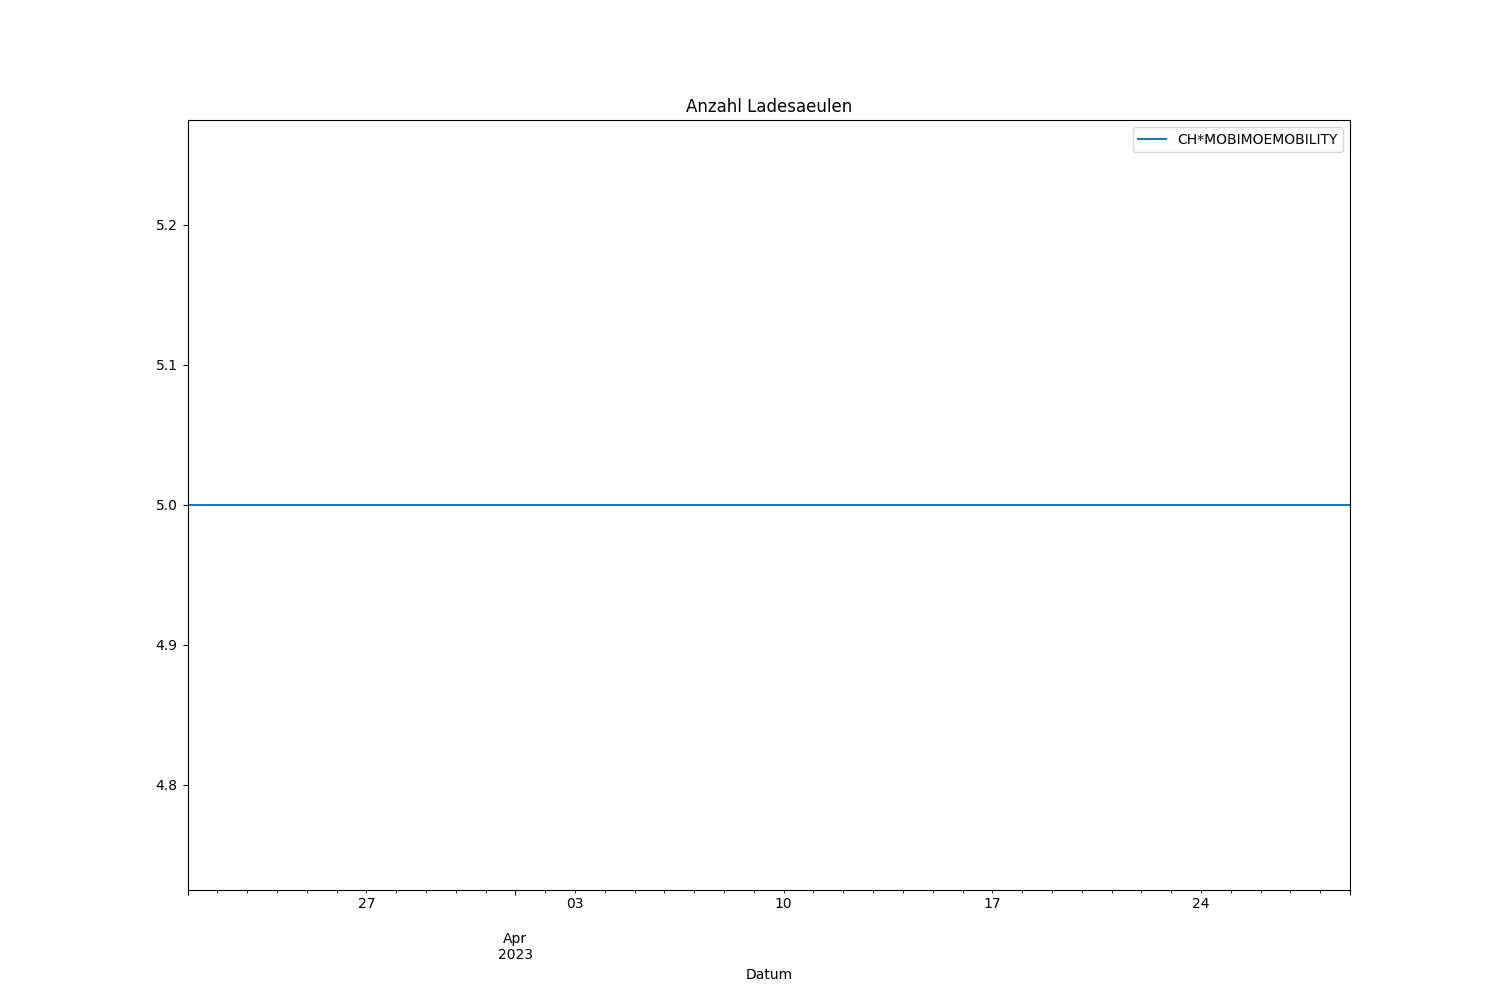 Anzahl Ladesaeulen
CH*MOBIMOEMOBILITY
5.2
5.1
5.0
4.9
4.8
27
03
10
17
24
Apr
2023
Datum